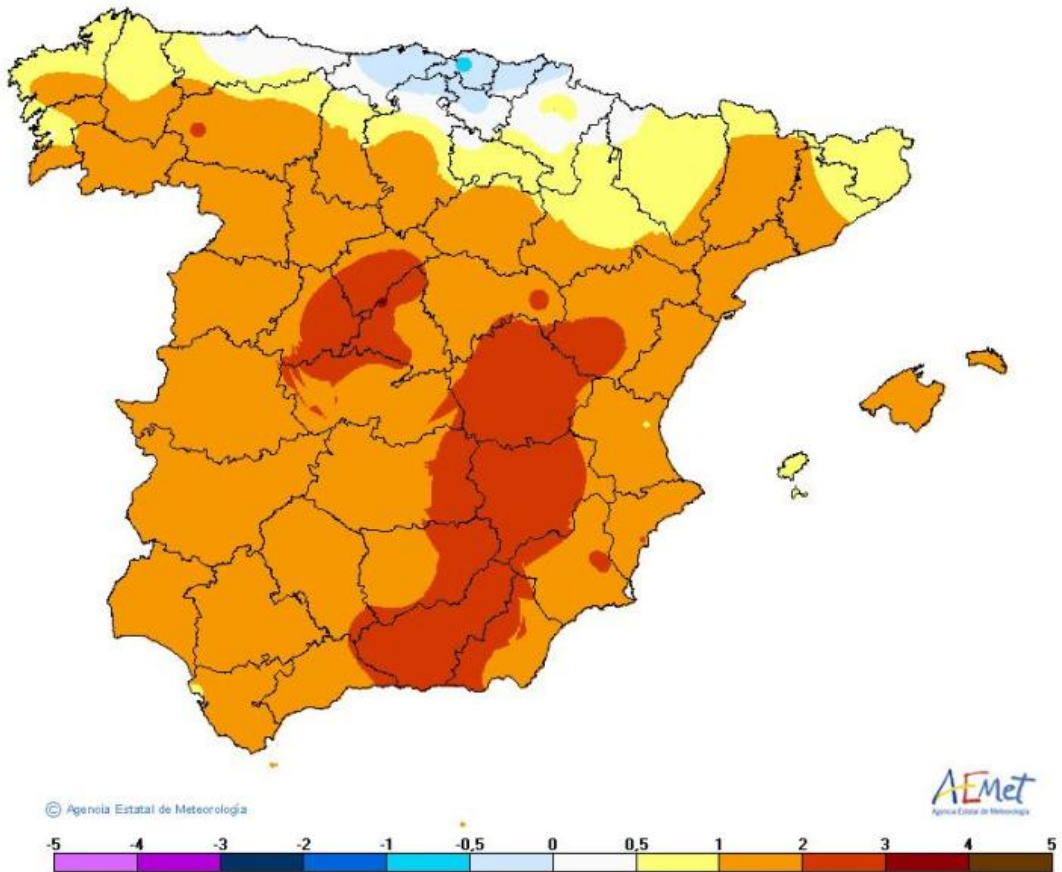 © Agencia Estatal de Meteorología
AEMet
Agencia Estatal de Meteorología
-5 -4 -3 -2 -1 -0,5 0 0,5 1 2 3 4 5